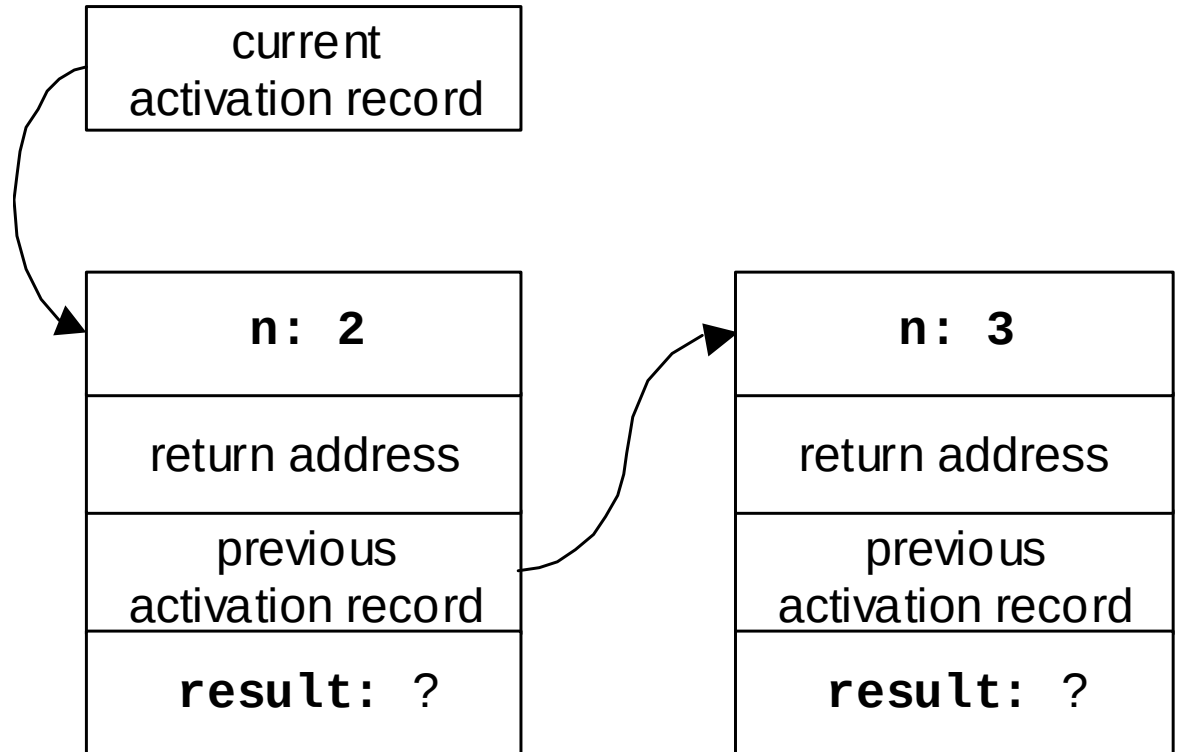 current
activation record
n: 2
return address
previous
activation record
result: ?
n: 3
return address
previous
activation record
result: ?